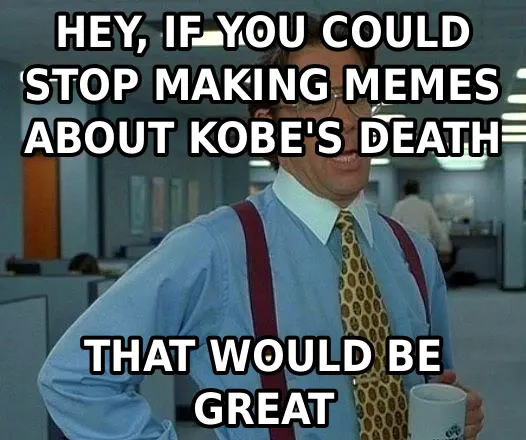 HEY, IF YOU COULD
STOP MAKING MEMES
ABOUT KOBE'S DEATH
THAT WOULD BE
GREAT